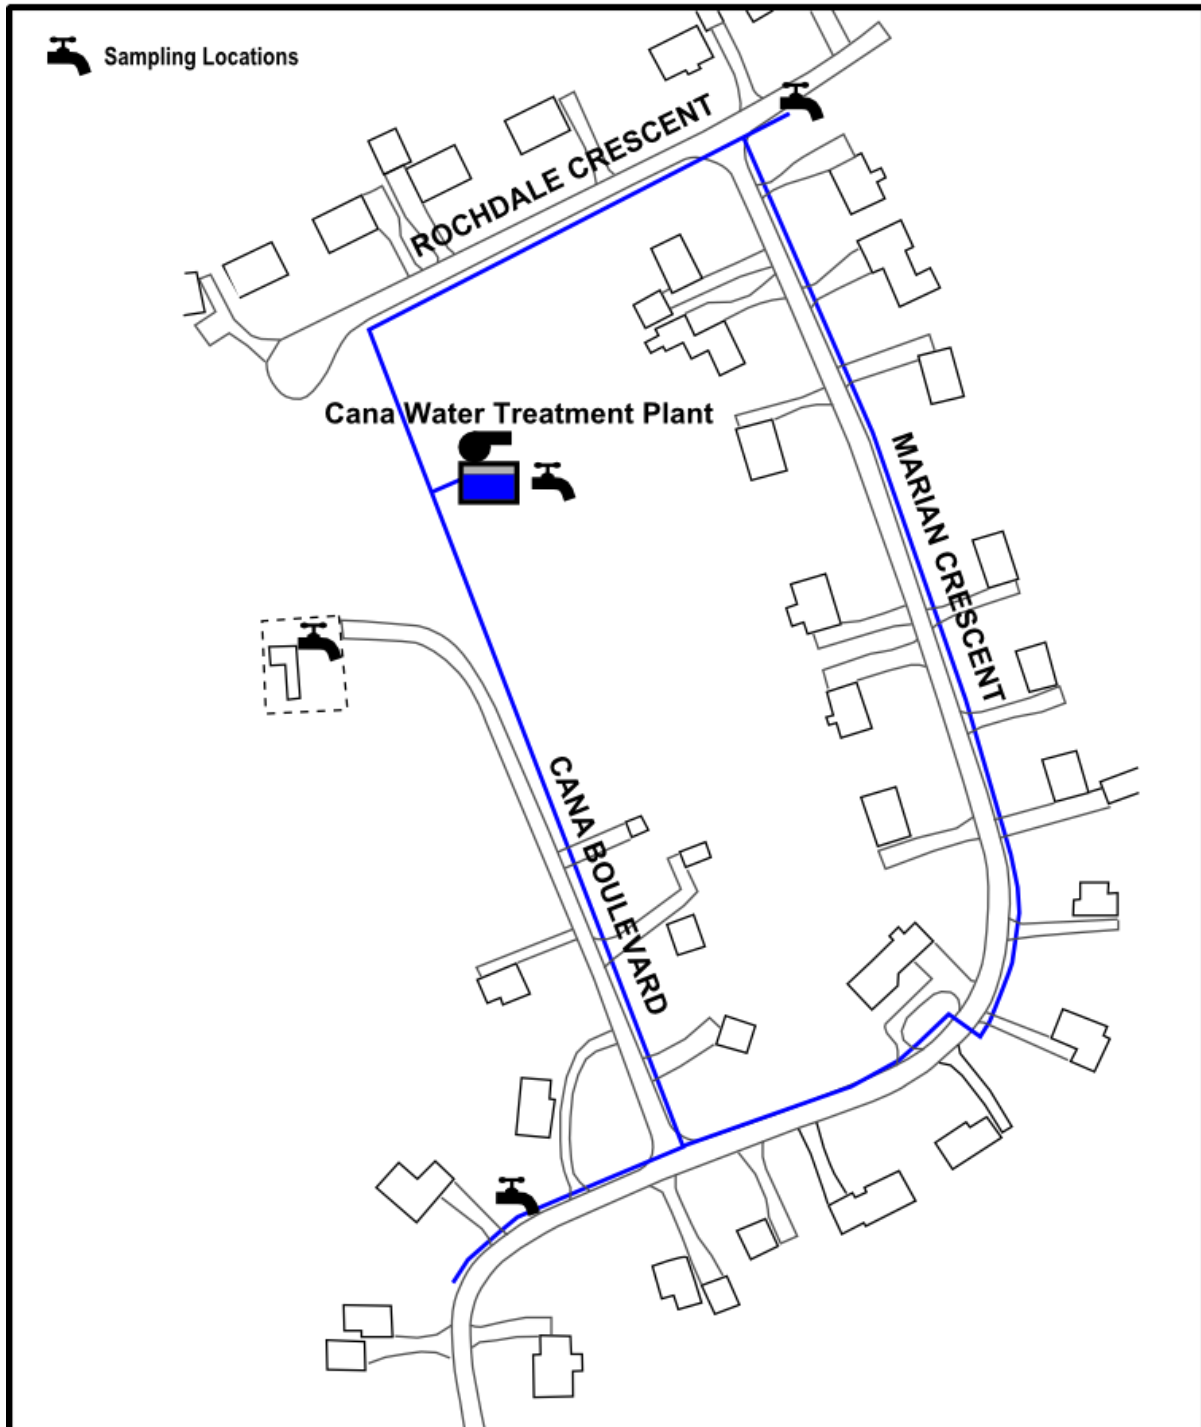 Sampling Locations
ROCHDALE CRESCENT
Cana Water Treatment Plant
MARIAN CRESCENT
CANA BOULEVARD